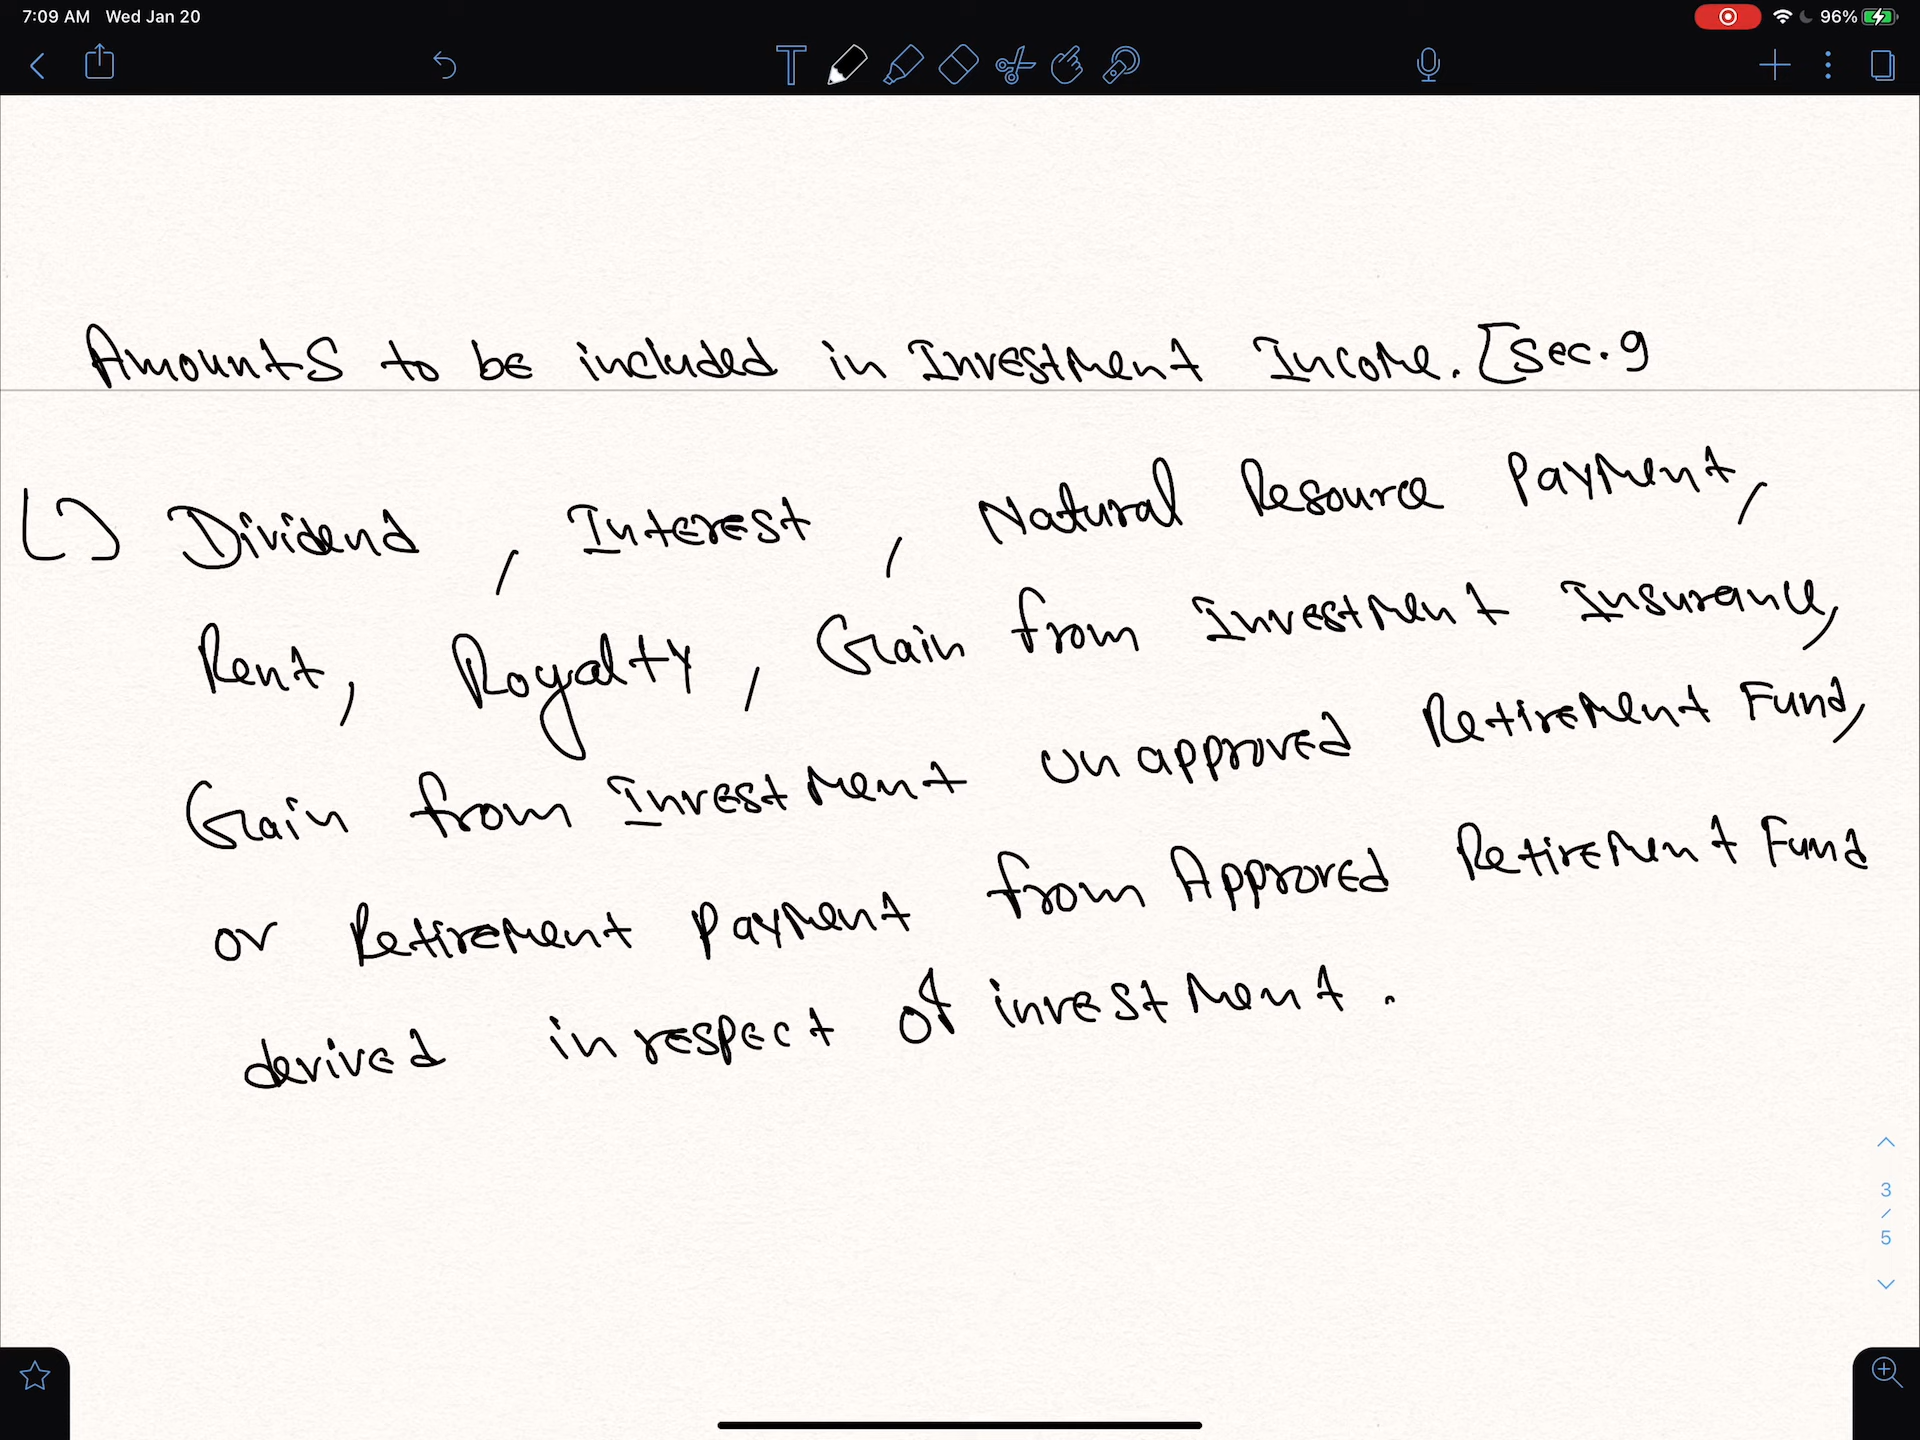 7:09 AM Wed Jan 20
96%
Amounts to be included in Investment Income. [sec.9
[ ] Dividend, Interest, Natural Resource Payment,
Rent, Royalty, Gain from Investment Insurance,
Gain from Investment unapproved Retirement Fund,
or Retirement Payment from Approved Retirement Fund
derived in respect of investment.
3
/
5